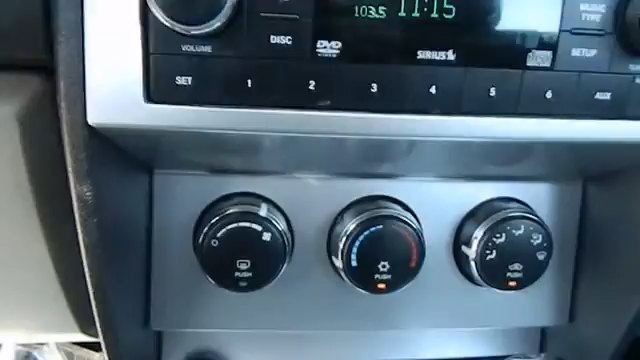 103.5 11:15
MUSIC
TYPE
VOLUME
DISC
DVD
SIRIUS
SETUP
SET 1 2 3 4 5 6 AUX
PUSH PUSH PUSH